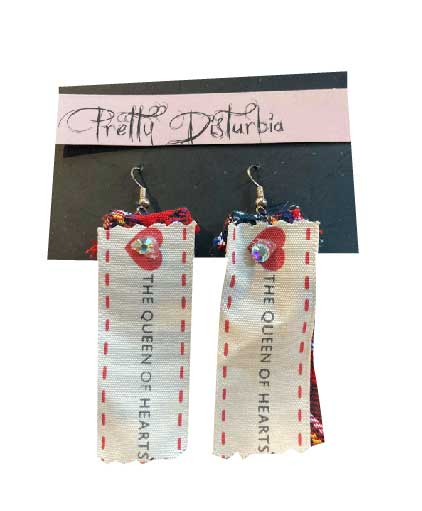 Pretty Disturbia
THE QUEEN OF HEARTS
THE QUEEN OF HEARTS